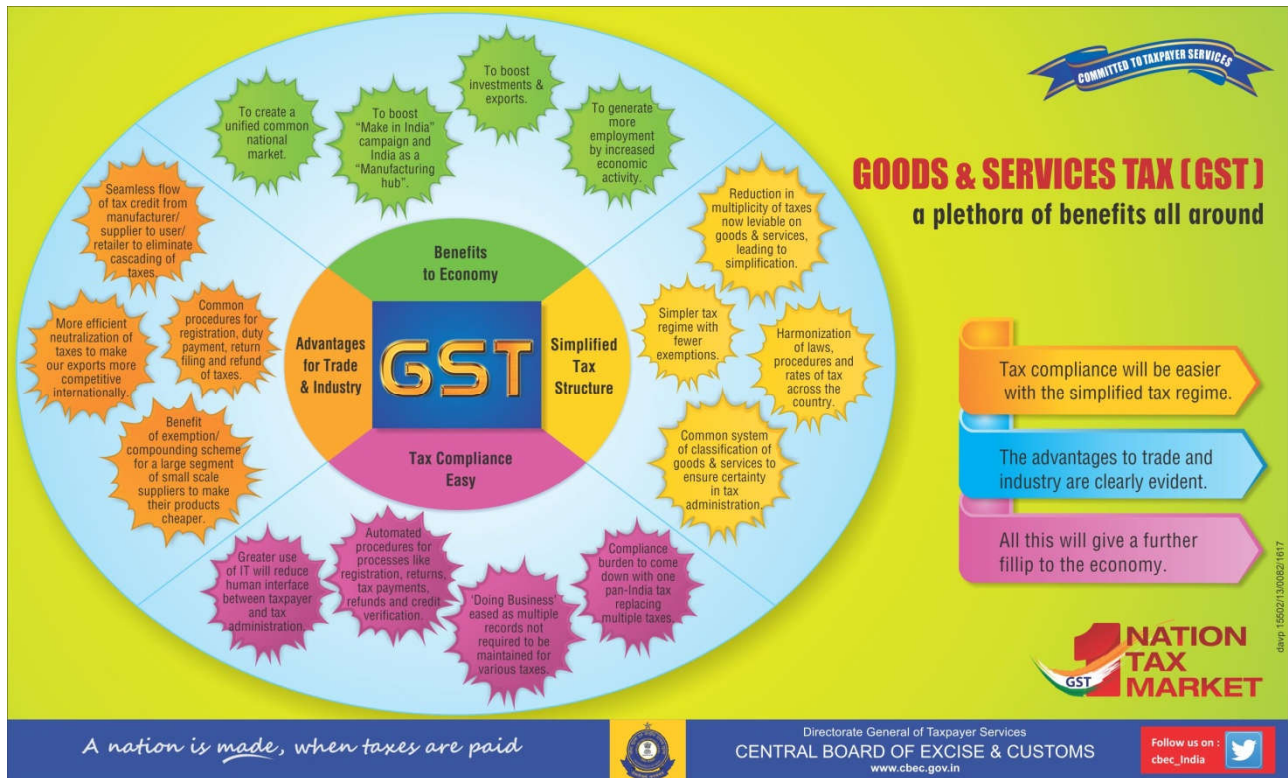 COMMITTED TO TAXPAYER SERVICES
GOODS & SERVICES TAX (GST)
a plethora of benefits all around
To create a
unified common
national
market.
To boost
"Make in India"
campaign and
India as a
"Manufacturing
hub".
To boost
investments &
exports.
To generate
more
employment
by increased
economic
activity.
Benefits
to Economy
Seamless flow
of tax credit from
manufacturer/
supplier to user/
retailer to eliminate
cascading of
taxes.
Common
procedures for
registration, duty
payment, return
filing and refund
of taxes.
More efficient
neutralization of
taxes to make
our exports more
competitive
internationally.
Benefit
of exemption/
compounding scheme
for a large segment
of small scale
suppliers to make
their products
cheaper.
Advantages
for Trade
& Industry
GST
Simplified
Tax
Structure
Reduction in
multiplicity of taxes
now leviable on
goods & services,
leading to
simplification.
Simpler tax
regime with
fewer
exemptions.
Harmonization
of laws,
procedures and
rates of tax
across the
country.
Common system
of classification of
goods & services to
ensure certainty
in tax
administration.
Tax Compliance
Easy
Greater use
of IT will reduce
human interface
between taxpayer
and tax
administration.
Automated
procedures for
processes like
registration, returns,
tax payments,
refunds and credit
verification.
'Doing Business'
eased as multiple
records not
required to be
maintained for
various taxes.
Compliance
burden to come
down with one
pan-India tax
replacing
multiple taxes.
Tax compliance will be easier
with the simplified tax regime.
The advantages to trade and
industry are clearly evident.
All this will give a further
fillip to the economy.
1 NATION
TAX
MARKET
GST
davp 15502/13/0082/1617
A nation is made, when taxes are paid
Directorate General of Taxpayer Services
CENTRAL BOARD OF EXCISE & CUSTOMS
www.cbec.gov.in
Follow us on :
cbec_India